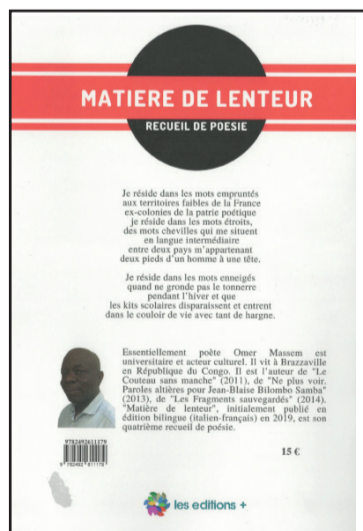 MATIERE DE LENTEUR
RECUEIL DE POESIE
Je réside dans les mots empruntés
aux territoires faibles de la France
ex-colonies de la patrie poétique
je réside dans les mots étroits,
des mots chevilles qui me situent
en langue intermédiaire
entre deux pays m'appartenant
deux pieds d'un homme à une tête.
Je réside dans les mots enneigés
quand ne gronde pas le tonnerre
pendant l'hiver et que
les kits scolaires disparaissent et entrent
dans le couloir de vie avec tant de hargne.
Essentiellement poète Omer Massem est
universitaire et acteur culturel. Il vit à Brazzaville
en République du Congo. Il est l'auteur de "Le
Couteau sans manche" (2011), de "Ne plus voir.
Paroles altières pour Jean-Blaise Bilombo Samba"
(2013), de "Les Fragments sauvegardés" (2014).
"Matière de lenteur", initialement publié en
édition bilingue (italien-français) en 2019, est son
quatrième recueil de poésie.
9782492611179
9 782492 611179
15 €
les editions +